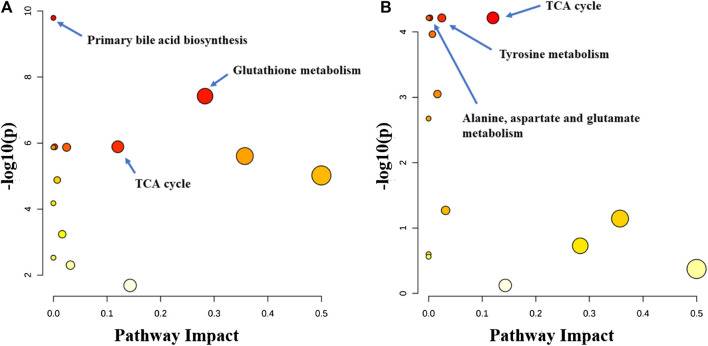 A
10
8
6
4
2
-log10(p)
Primary bile acid biosynthesis
Glutathione metabolism
TCA cycle
0.0 0.1 0.2 0.3 0.4 0.5
Pathway Impact
B
4
3
2
1
0
-log10(p)
TCA cycle
Tyrosine metabolism
Alanine, aspartate and glutamate
metabolism
0.0 0.1 0.2 0.3 0.4 0.5
Pathway Impact